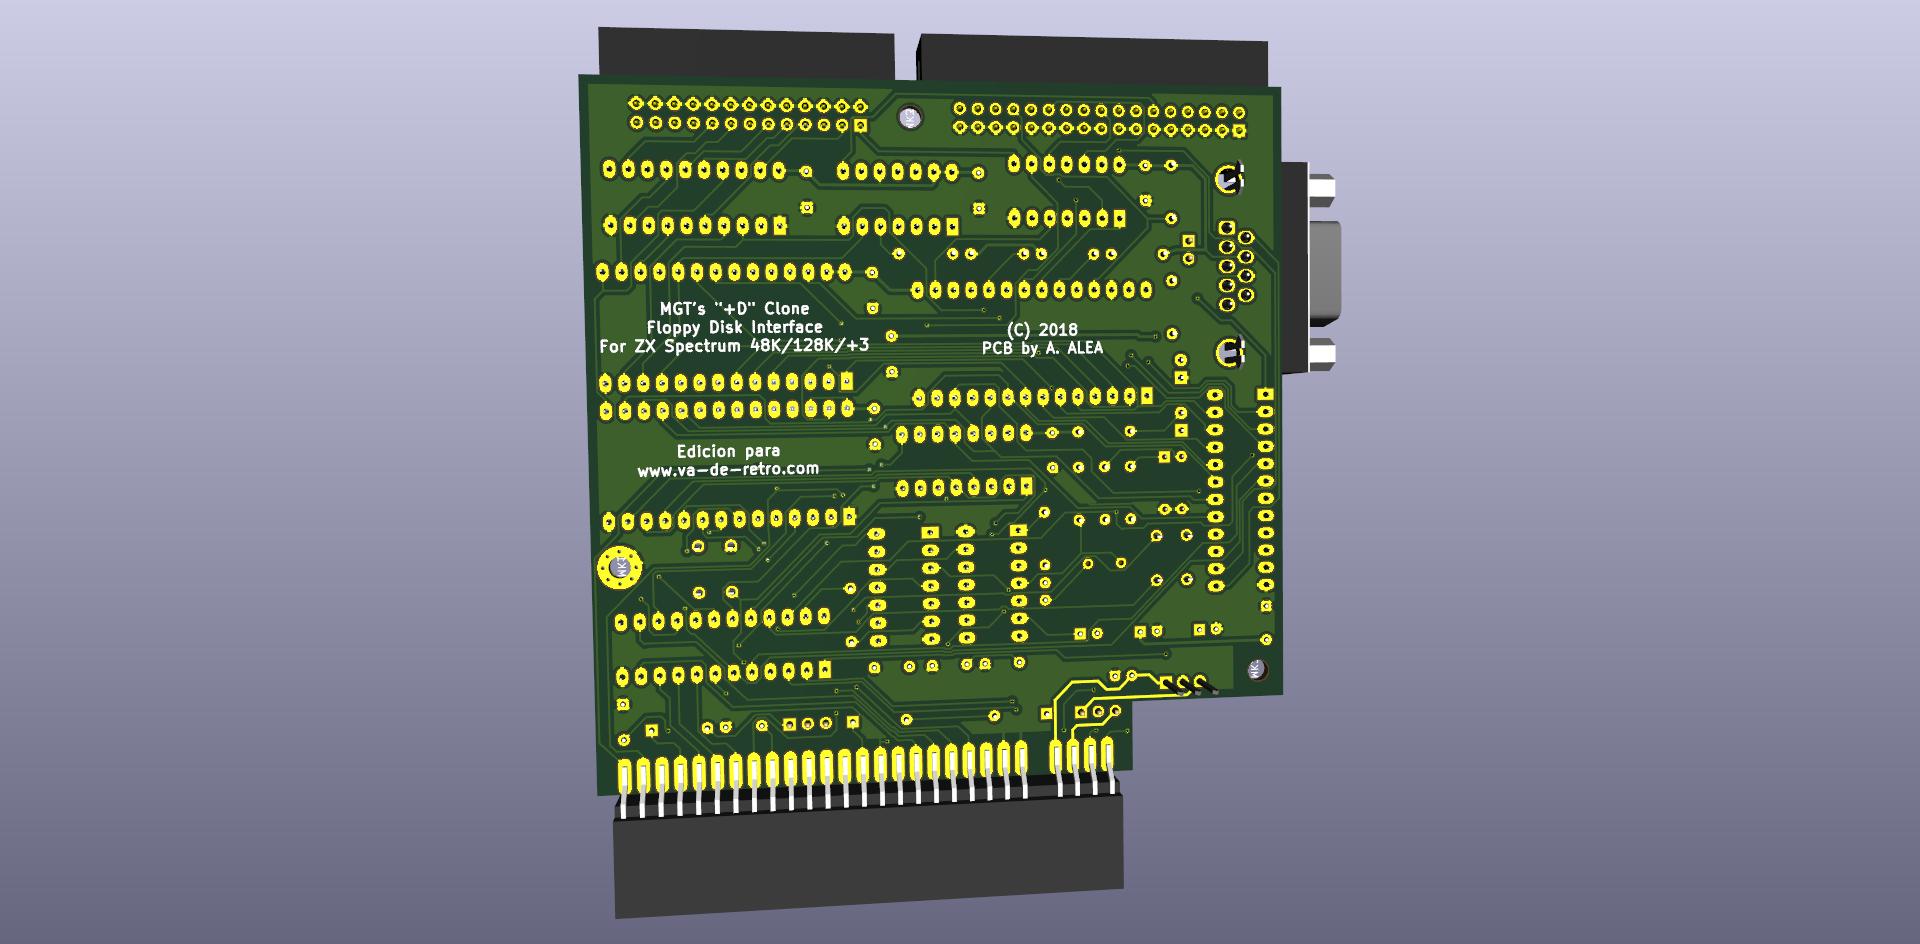 MGT's "+D" Clone
Floppy Disk Interface
For ZX Spectrum 48K/128K/+3
(C) 2018
PCB by A. ALEA
Edicion para
www.va-de-retro.com